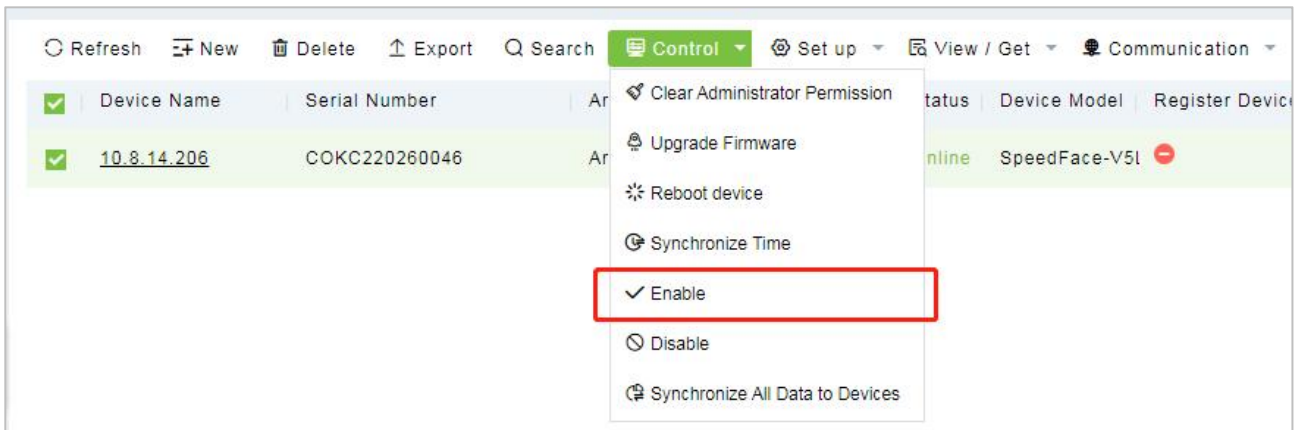 Refresh New Delete Export Search Control Set up View / Get Communication
Device Name Serial Number Ar tatus Device Model Register Device
10.8.14.206 COKC220260046 Ar nline SpeedFace-V5L
Clear Administrator Permission
Upgrade Firmware
Reboot device
Synchronize Time
Enable
Disable
Synchronize All Data to Devices